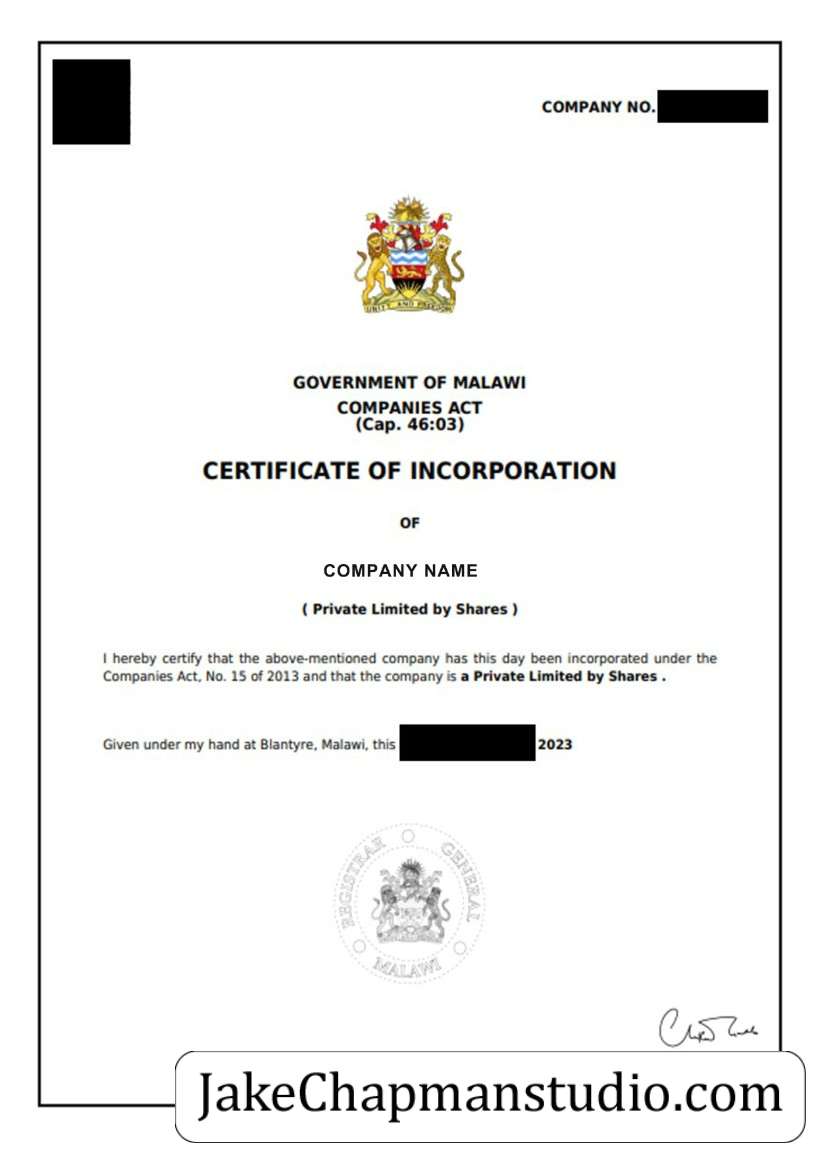 COMPANY NO.
UNITY AND FREEDOM
GOVERNMENT OF MALAWI
COMPANIES ACT
(Cap. 46:03)
CERTIFICATE OF INCORPORATION
OF
COMPANY NAME
( Private Limited by Shares )
I hereby certify that the above-mentioned company has this day been incorporated under the
Companies Act, No. 15 of 2013 and that the company is a Private Limited by Shares .
Given under my hand at Blantyre, Malawi, this 2023
REGISTRAR GENERAL
MALAWI
JakeChapmanstudio.com